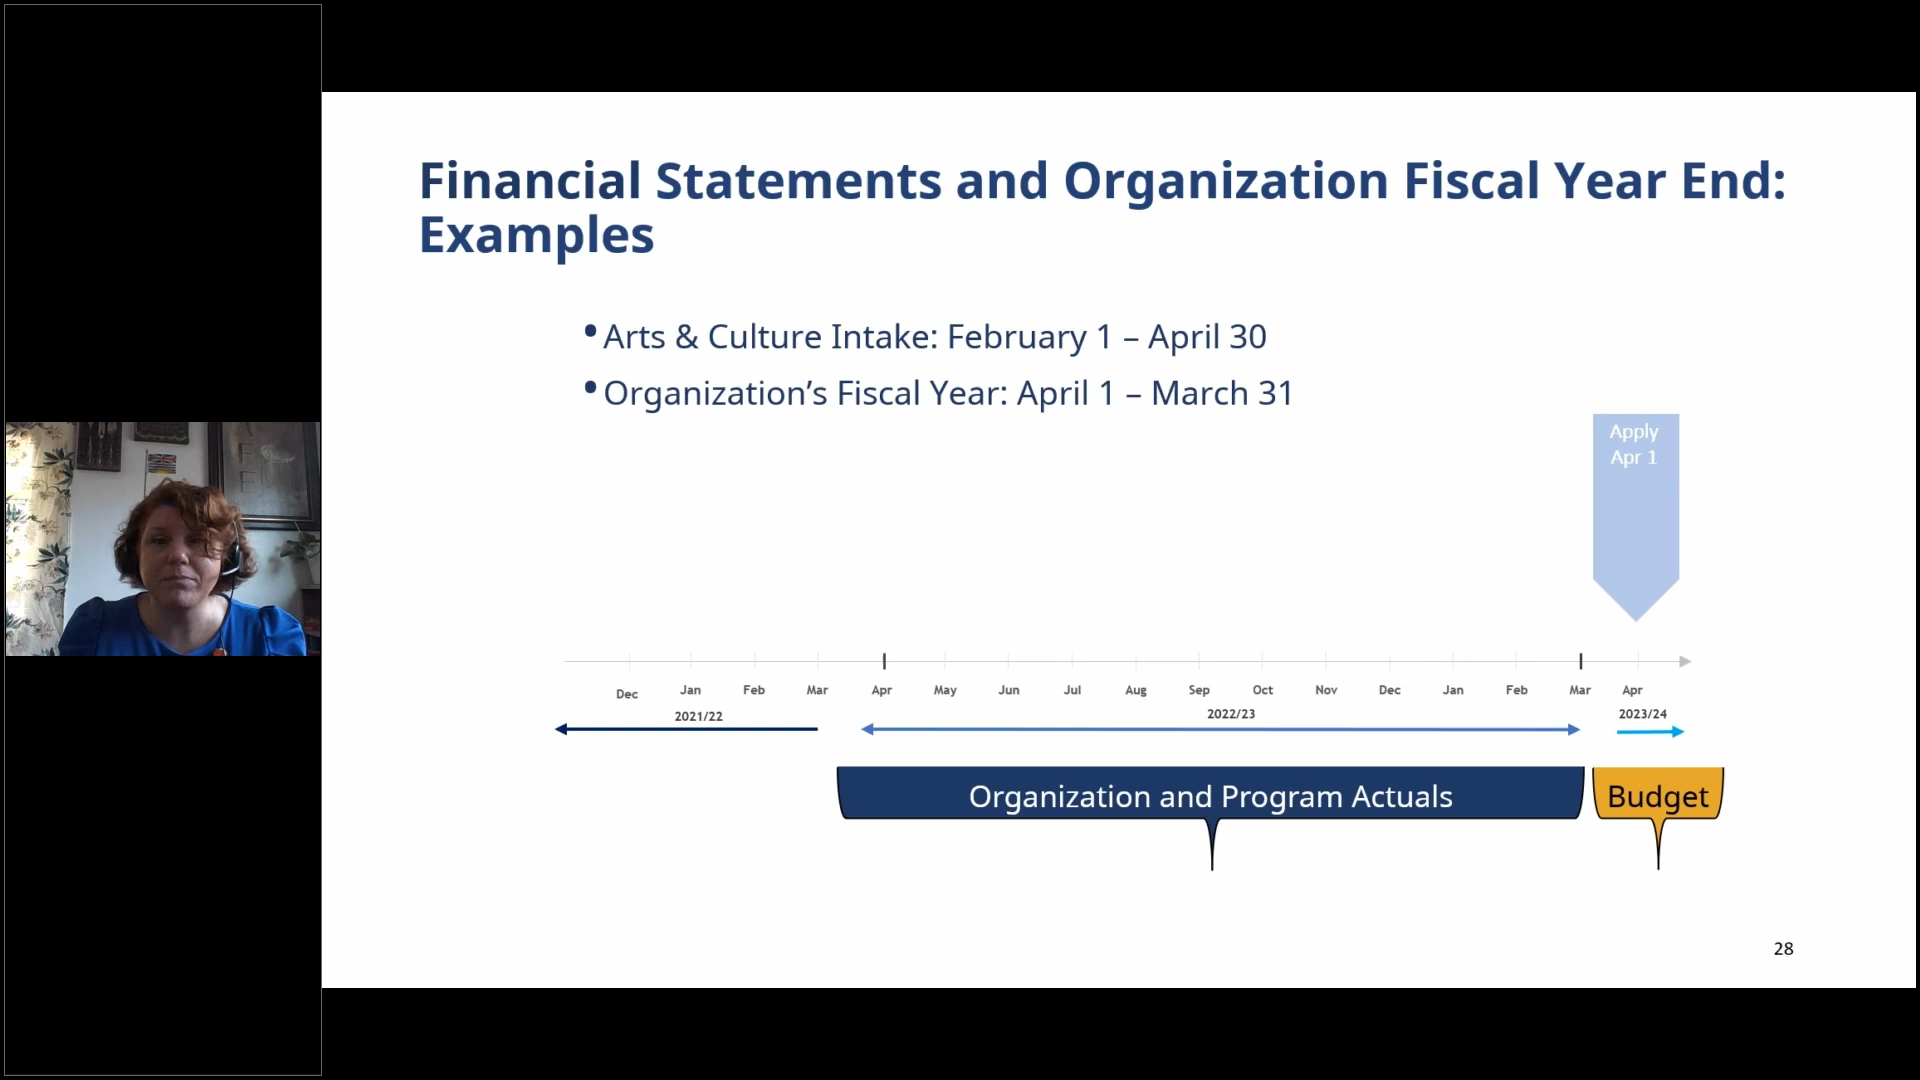 Financial Statements and Organization Fiscal Year End:
Examples
• Arts & Culture Intake: February 1 – April 30
• Organization’s Fiscal Year: April 1 – March 31
Apply
Apr 1
Dec Jan Feb Mar Apr May Jun Jul Aug Sep Oct Nov Dec Jan Feb Mar Apr
2021/22 2022/23 2023/24
Organization and Program Actuals Budget
28